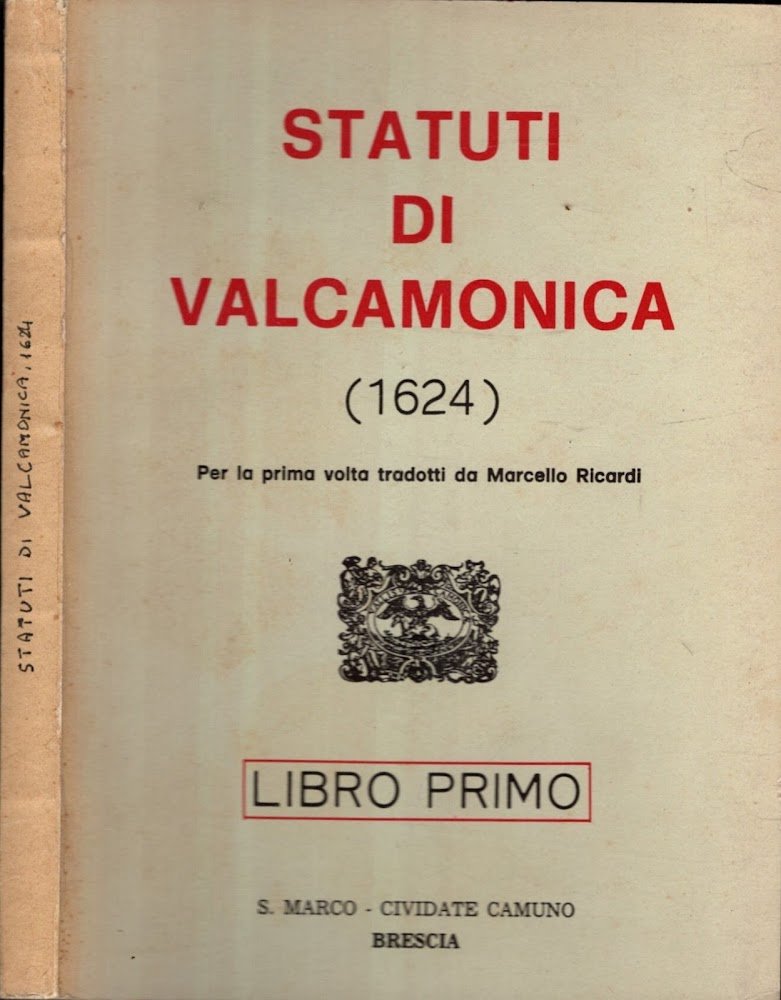 STATUTI DI VALCAMONICA, 1624
STATUTI
DI
VALCAMONICA
(1624)
Per la prima volta tradotti da Marcello Ricardi
LIBRO PRIMO
S. MARCO - CIVIDATE CAMUNO
BRESCIA